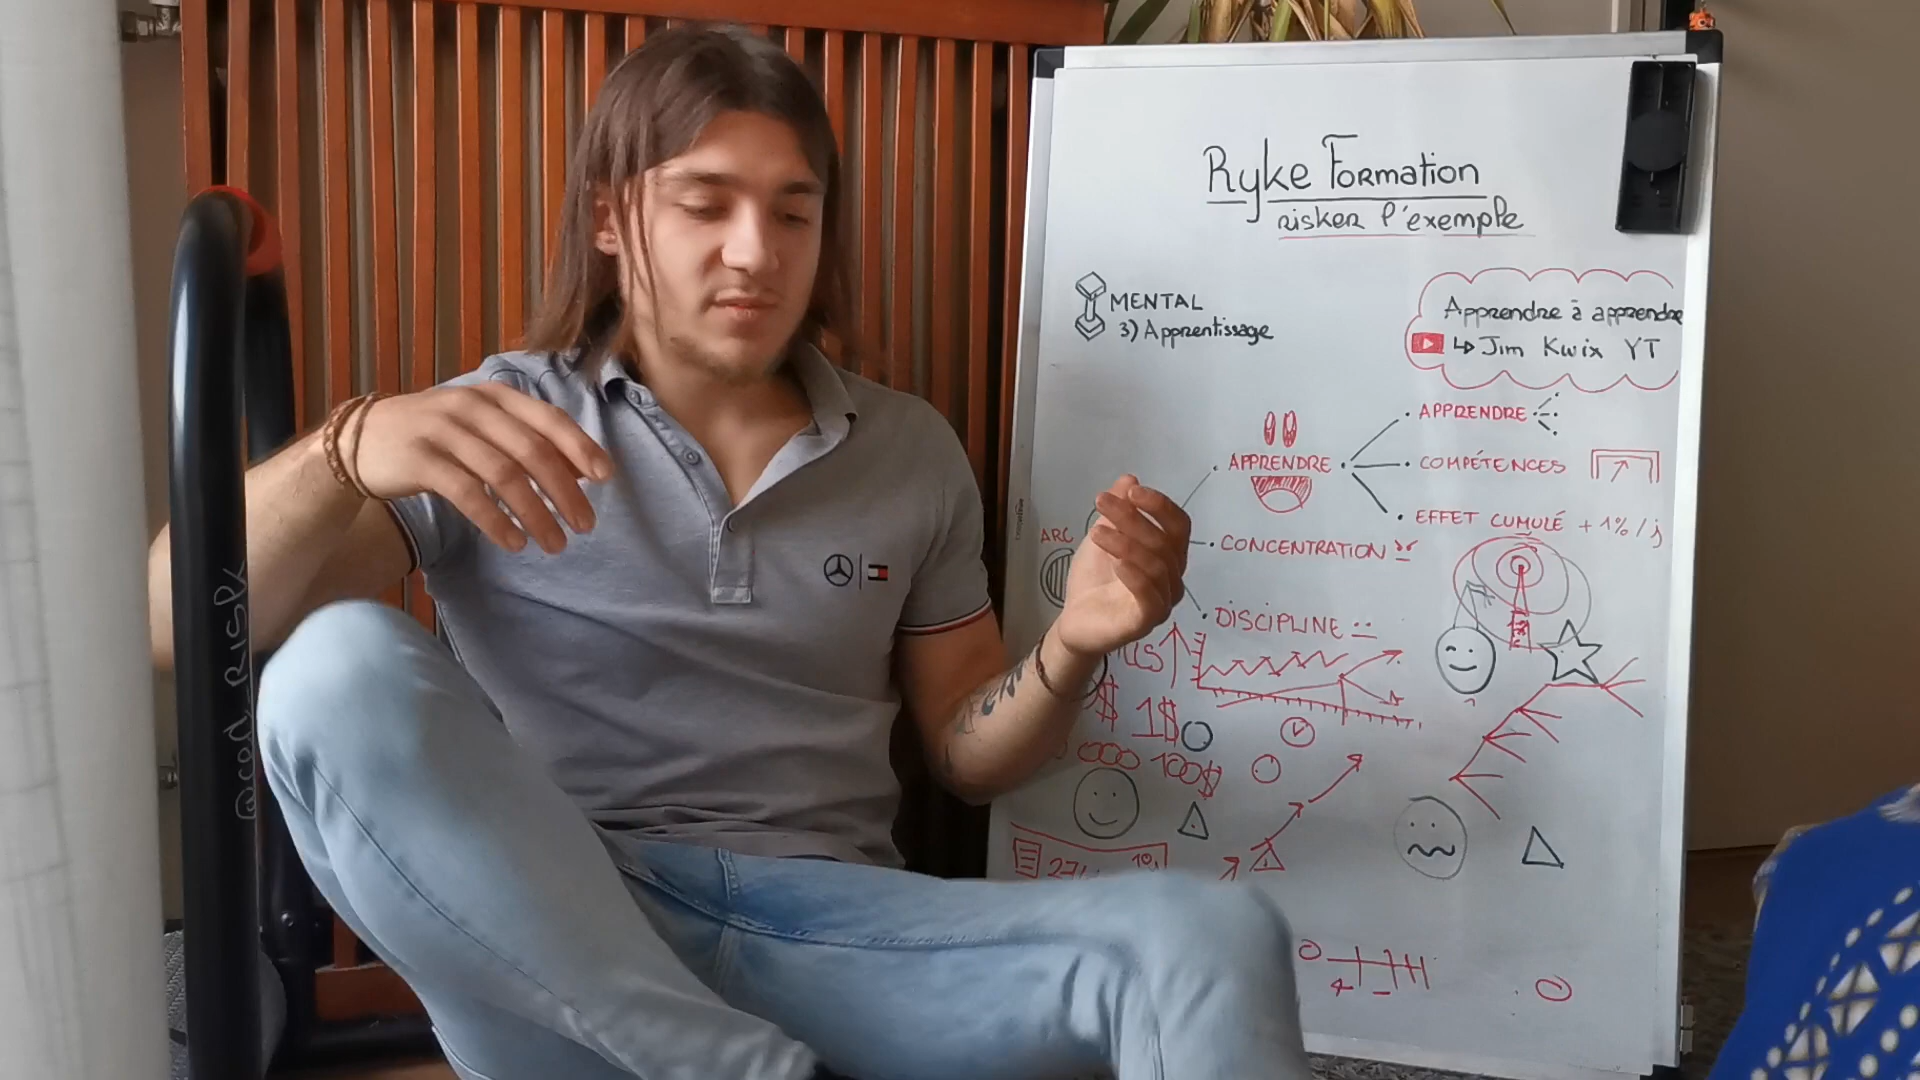 Ryke Formation
risker l'exemple
MENTAL
3) Apprentissage
Apprendre à apprendre
↳ Jim Kwix YT
APPRENDRE
APPRENDRE
COMPÉTENCES
EFFET CUMULÉ + 1% / j
ARC
CONCENTRATION
DISCIPLINE
1$
100$
@ced_RISk